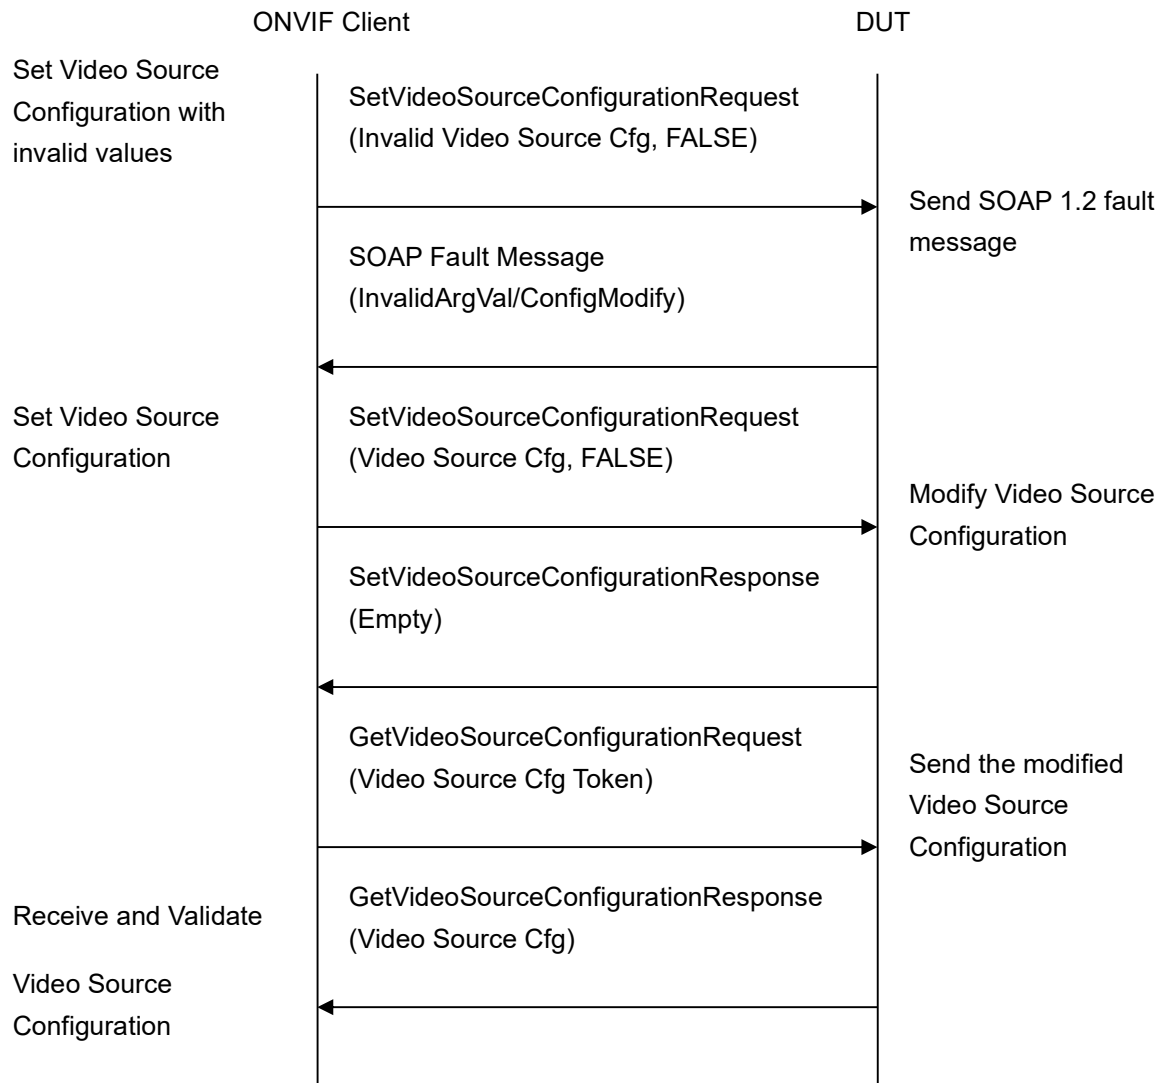 ONVIF Client
DUT
Set Video Source
Configuration with
invalid values
SetVideoSourceConfigurationRequest
(Invalid Video Source Cfg, FALSE)
Send SOAP 1.2 fault
message
SOAP Fault Message
(InvalidArgVal/ConfigModify)
Set Video Source
Configuration
SetVideoSourceConfigurationRequest
(Video Source Cfg, FALSE)
Modify Video Source
Configuration
SetVideoSourceConfigurationResponse
(Empty)
GetVideoSourceConfigurationRequest
(Video Source Cfg Token)
Send the modified
Video Source
Configuration
Receive and Validate
Video Source
Configuration
GetVideoSourceConfigurationResponse
(Video Source Cfg)